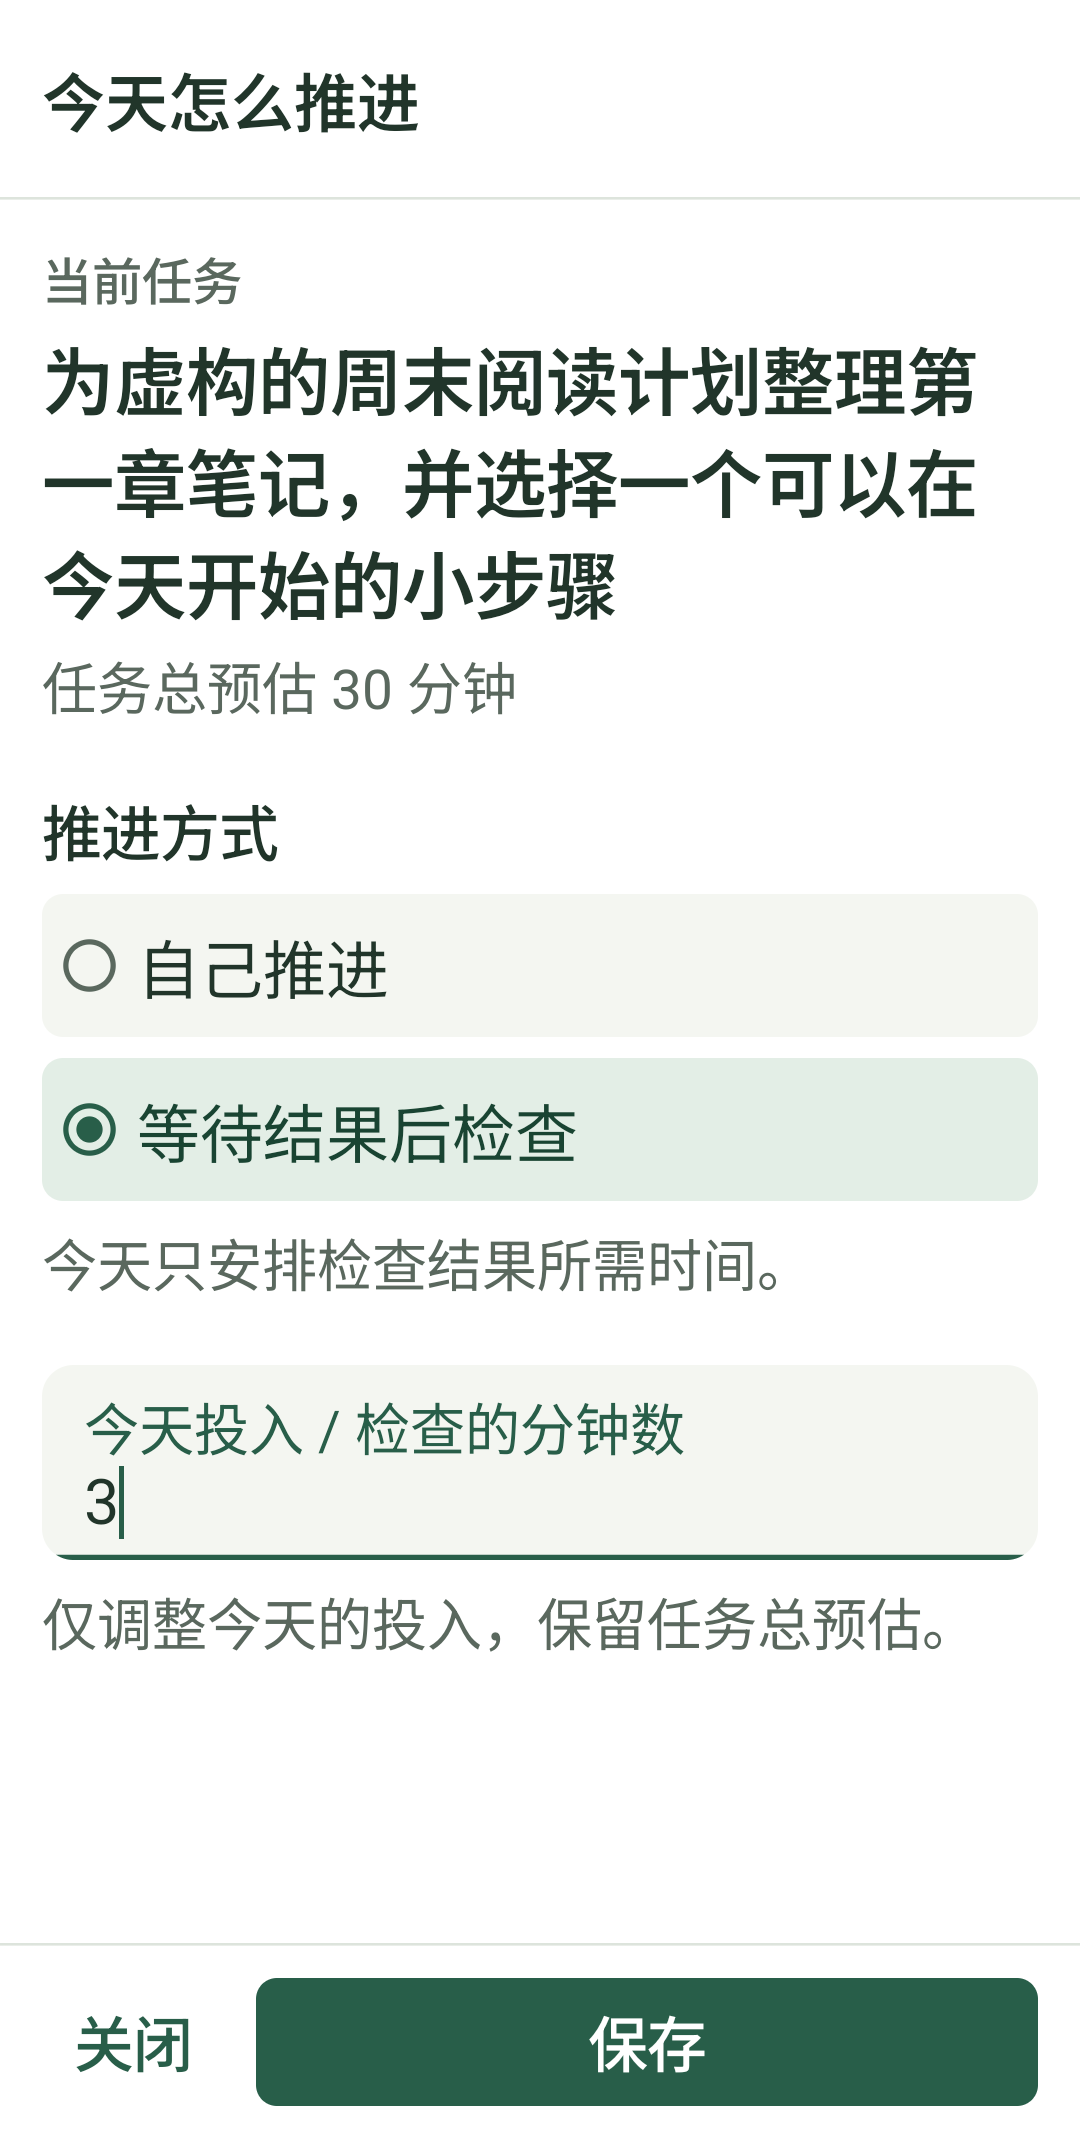 今天怎么推进
当前任务
为虚构的周末阅读计划整理第
一章笔记，并选择一个可以在
今天开始的小步骤
任务总预估 30 分钟
推进方式
自己推进
等待结果后检查
今天只安排检查结果所需时间。
今天投入 / 检查的分钟数
3
仅调整今天的投入，保留任务总预估。
关闭
保存